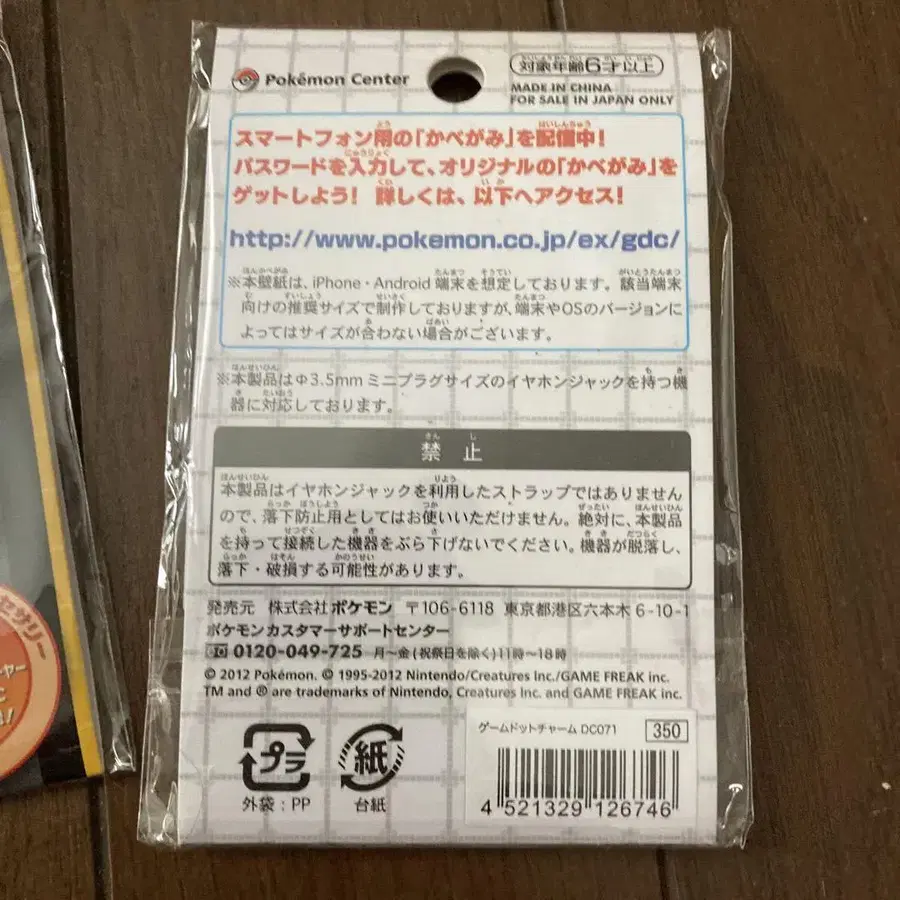 Pokémon Center
対象年齢6才以上
MADE IN CHINA
FOR SALE IN JAPAN ONLY
スマートフォン用の「かべがみ」を配信中！
パスワードを入力して、オリジナルの「かべがみ」を
ゲットしよう！ 詳しくは、以下へアクセス！
http://www.pokemon.co.jp/ex/gdc/
※本壁紙は、iPhone・Android 端末を想定しております。該当端末
向けの推奨サイズで制作しておりますが、端末やOSのバージョンに
よってはサイズが合わない場合がございます。
※本製品はΦ3.5mm ミニプラグサイズのイヤホンジャックを持つ機
器に対応しております。
禁止
本製品はイヤホンジャックを利用したストラップではありません
ので、落下防止用としてはお使いいただけません。絶対に、本製品
を持って接続した機器をぶら下げないでください。機器が脱落し、
落下・破損する可能性があります。
発売元 株式会社ポケモン 〒106-6118 東京都港区六本木6-10-1
ポケモンカスタマーサポートセンター
0120-049-725 月～金(祝祭日を除く)11時～18時
© 2012 Pokémon. © 1995-2012 Nintendo/Creatures Inc./GAME FREAK inc.
TM and ® are trademarks of Nintendo, Creatures Inc. and GAME FREAK inc.
プラ
外袋：PP
紙
台紙
ゲームドットチャーム DC071 350
4 521329 126746
セサリー